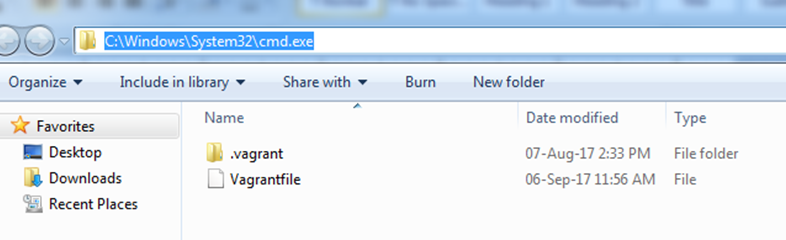 C:\Windows\System32\cmd.exe
Organize Include in library Share with Burn New folder
Favorites
Desktop
Downloads
Recent Places
Name Date modified Type
.vagrant 07-Aug-17 2:33 PM File folder
Vagrantfile 06-Sep-17 11:56 AM File